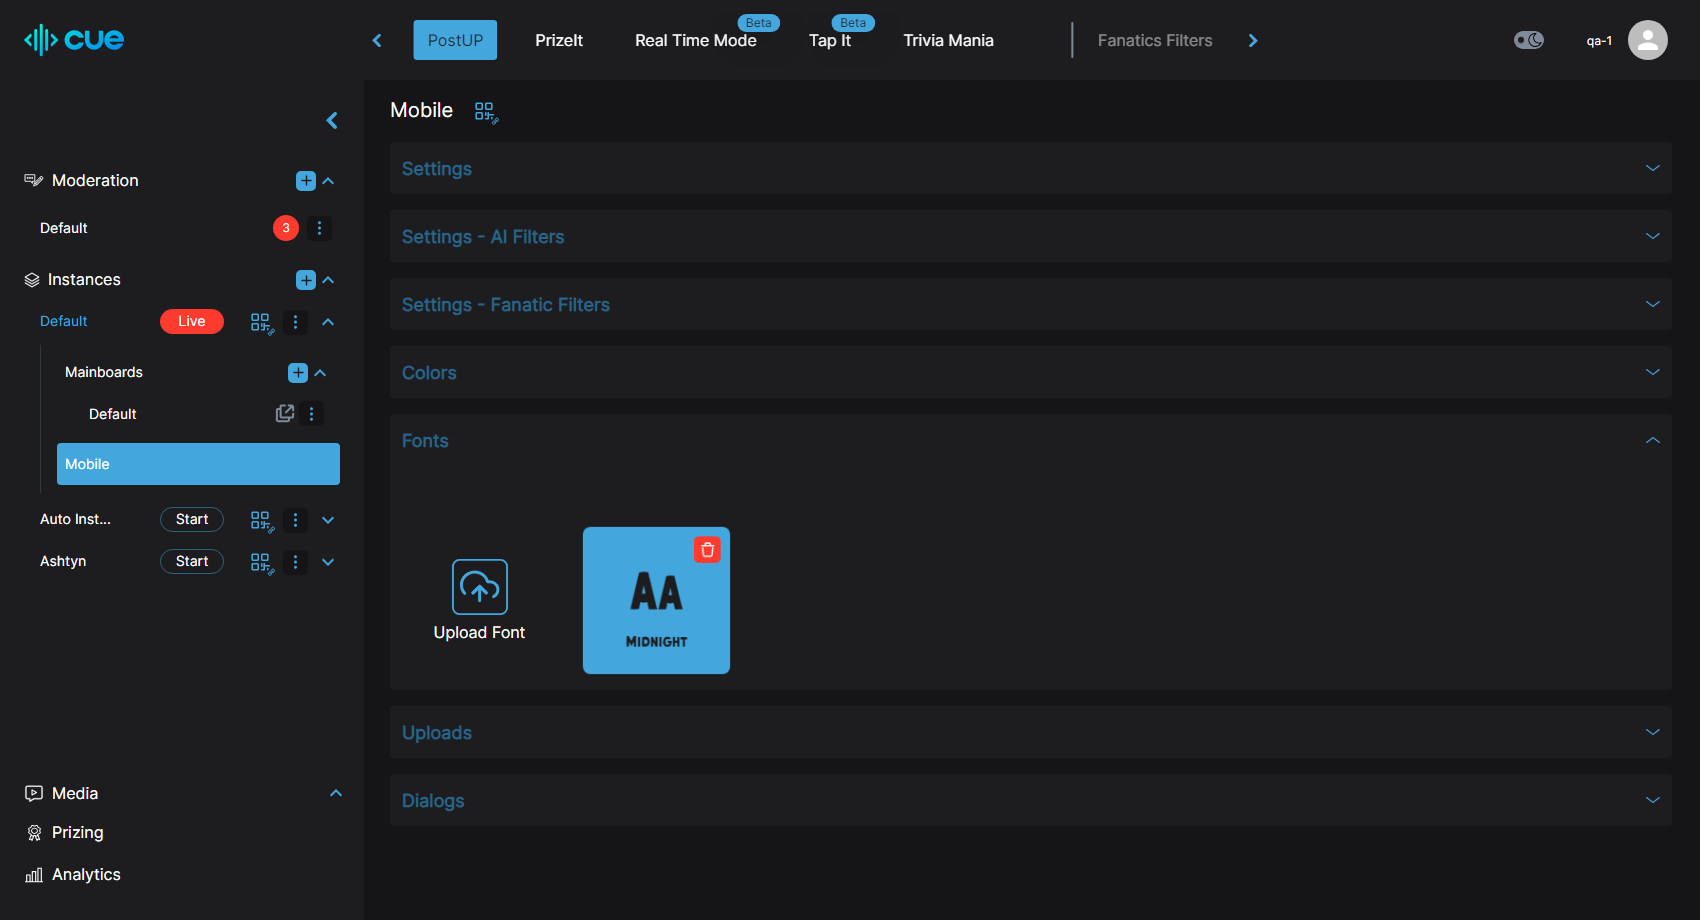 cue
PostUP
PrizeIt
Real Time Mode
Beta
Tap It
Beta
Trivia Mania
Fanatics Filters
qa-1
Moderation
Default
3
Instances
Default
Live
Mainboards
Default
Mobile
Auto Inst...
Start
Ashtyn
Start
Media
Prizing
Analytics
Mobile
Settings
Settings - AI Filters
Settings - Fanatic Filters
Colors
Fonts
Upload Font
AA
MIDNIGHT
Uploads
Dialogs